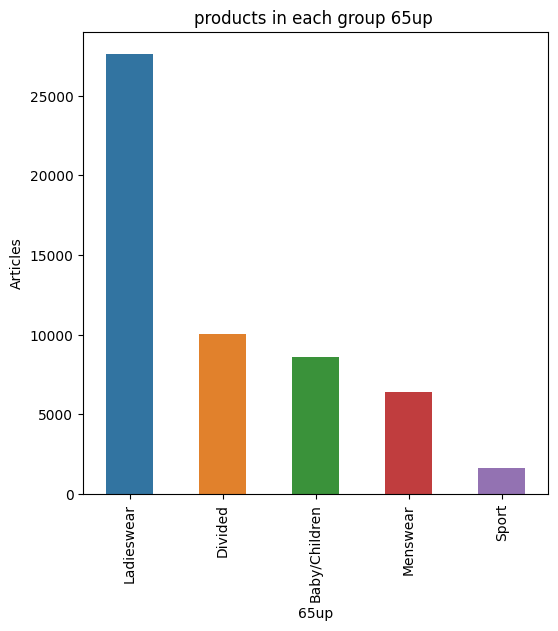 products in each group 65up
Articles
25000
20000
15000
10000
5000
0
Ladieswear
Divided
Baby/Children
Menswear
Sport
65up